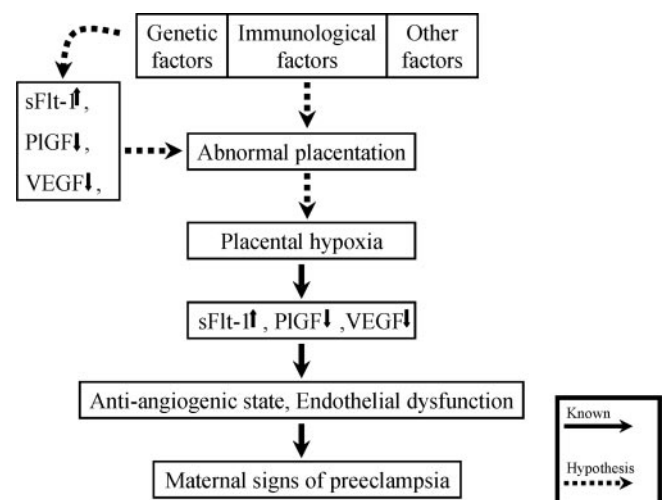 Genetic factors
Immunological factors
Other factors
sFlt-1⬆,
PlGF⬇,
VEGF⬇,
Abnormal placentation
Placental hypoxia
sFlt-1⬆ , PlGF⬇ ,VEGF⬇
Anti-angiogenic state, Endothelial dysfunction
Maternal signs of preeclampsia
Known
Hypothesis